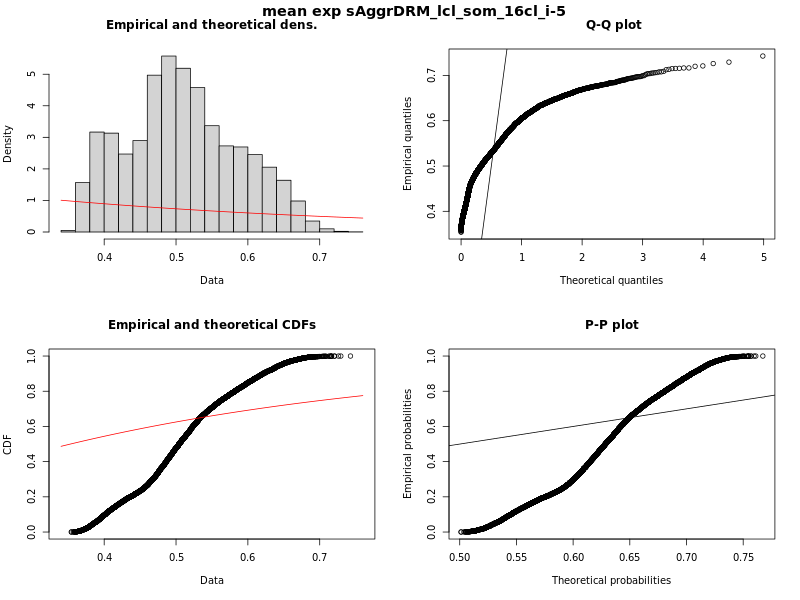 mean exp sAggrDRM_lcl_som_16cl_i-5
Empirical and theoretical dens.
Density
0 1 2 3 4 5
0.4 0.5 0.6 0.7
Data
Q-Q plot
Empirical quantiles
0.4 0.5 0.6 0.7
0 1 2 3 4 5
Theoretical quantiles
Empirical and theoretical CDFs
CDF
0.0 0.2 0.4 0.6 0.8 1.0
0.4 0.5 0.6 0.7
Data
P-P plot
Empirical probabilities
0.0 0.2 0.4 0.6 0.8 1.0
0.50 0.55 0.60 0.65 0.70 0.75
Theoretical probabilities